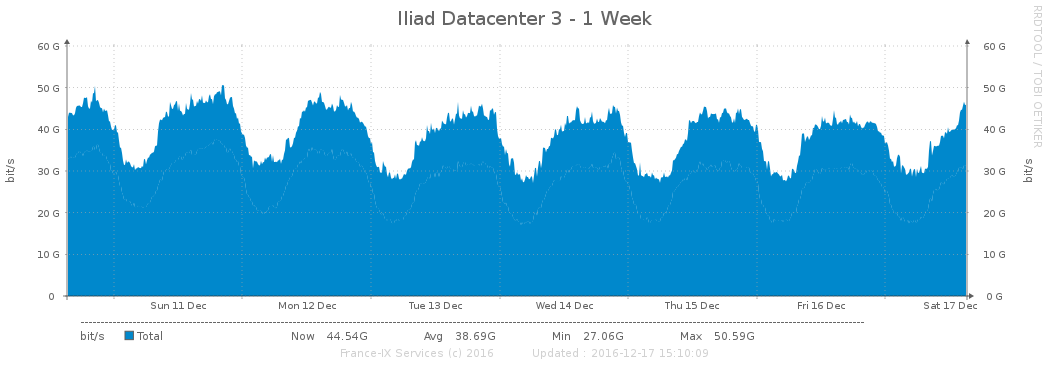 Iliad Datacenter 3 - 1 Week
RRDTOOL / TOBI OETIKER
60 G 60 G
50 G 50 G
40 G 40 G
30 G 30 G
20 G 20 G
10 G 10 G
0 0 G
bit/s bit/s
Sun 11 Dec Mon 12 Dec Tue 13 Dec Wed 14 Dec Thu 15 Dec Fri 16 Dec Sat 17 Dec
bit/s Total Now 44.54G Avg 38.69G Min 27.06G Max 50.59G
France-IX Services (c) 2016 Updated : 2016-12-17 15:10:09